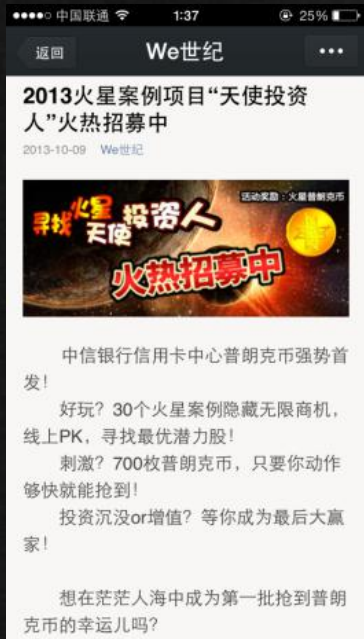 中国联通 1:37 25%
返回 We世纪
2013火星案例项目“天使投资
人”火热招募中
2013-10-09 We世纪
活动奖励：火星普朗克币
寻找火星
天使投资人
火热招募中
中信银行信用卡中心普朗克币强势首
发！
好玩？30个火星案例隐藏无限商机，
线上PK，寻找最优潜力股！
刺激？700枚普朗克币，只要你动作
够快就能抢到！
投资沉没or增值？等你成为最后大赢
家！
想在茫茫人海中成为第一批抢到普朗
克币的幸运儿吗？